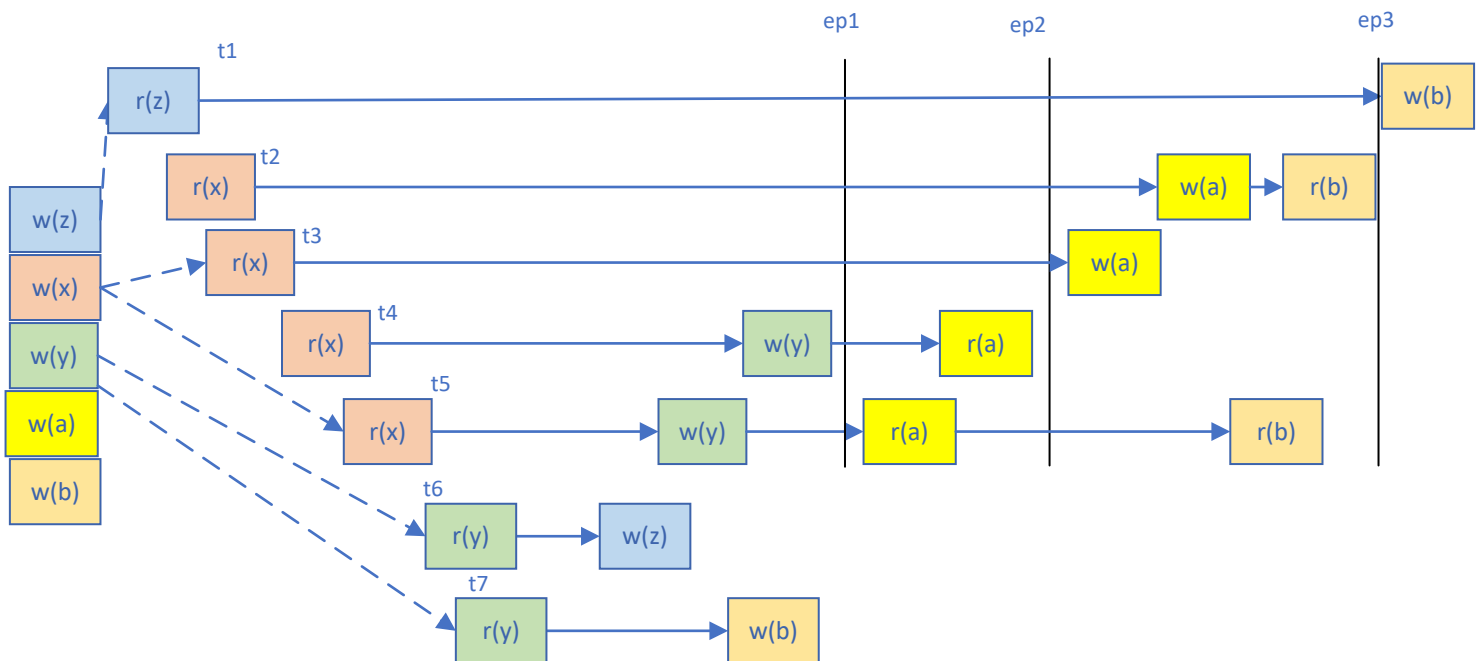 ep1
ep2
ep3
t1
r(z)
w(b)
t2
r(x)
w(a)
r(b)
w(z)
w(x)
w(y)
w(a)
w(b)
t3
r(x)
w(a)
t4
r(x)
w(y)
r(a)
t5
r(x)
w(y)
r(a)
r(b)
t6
r(y)
w(z)
t7
r(y)
w(b)